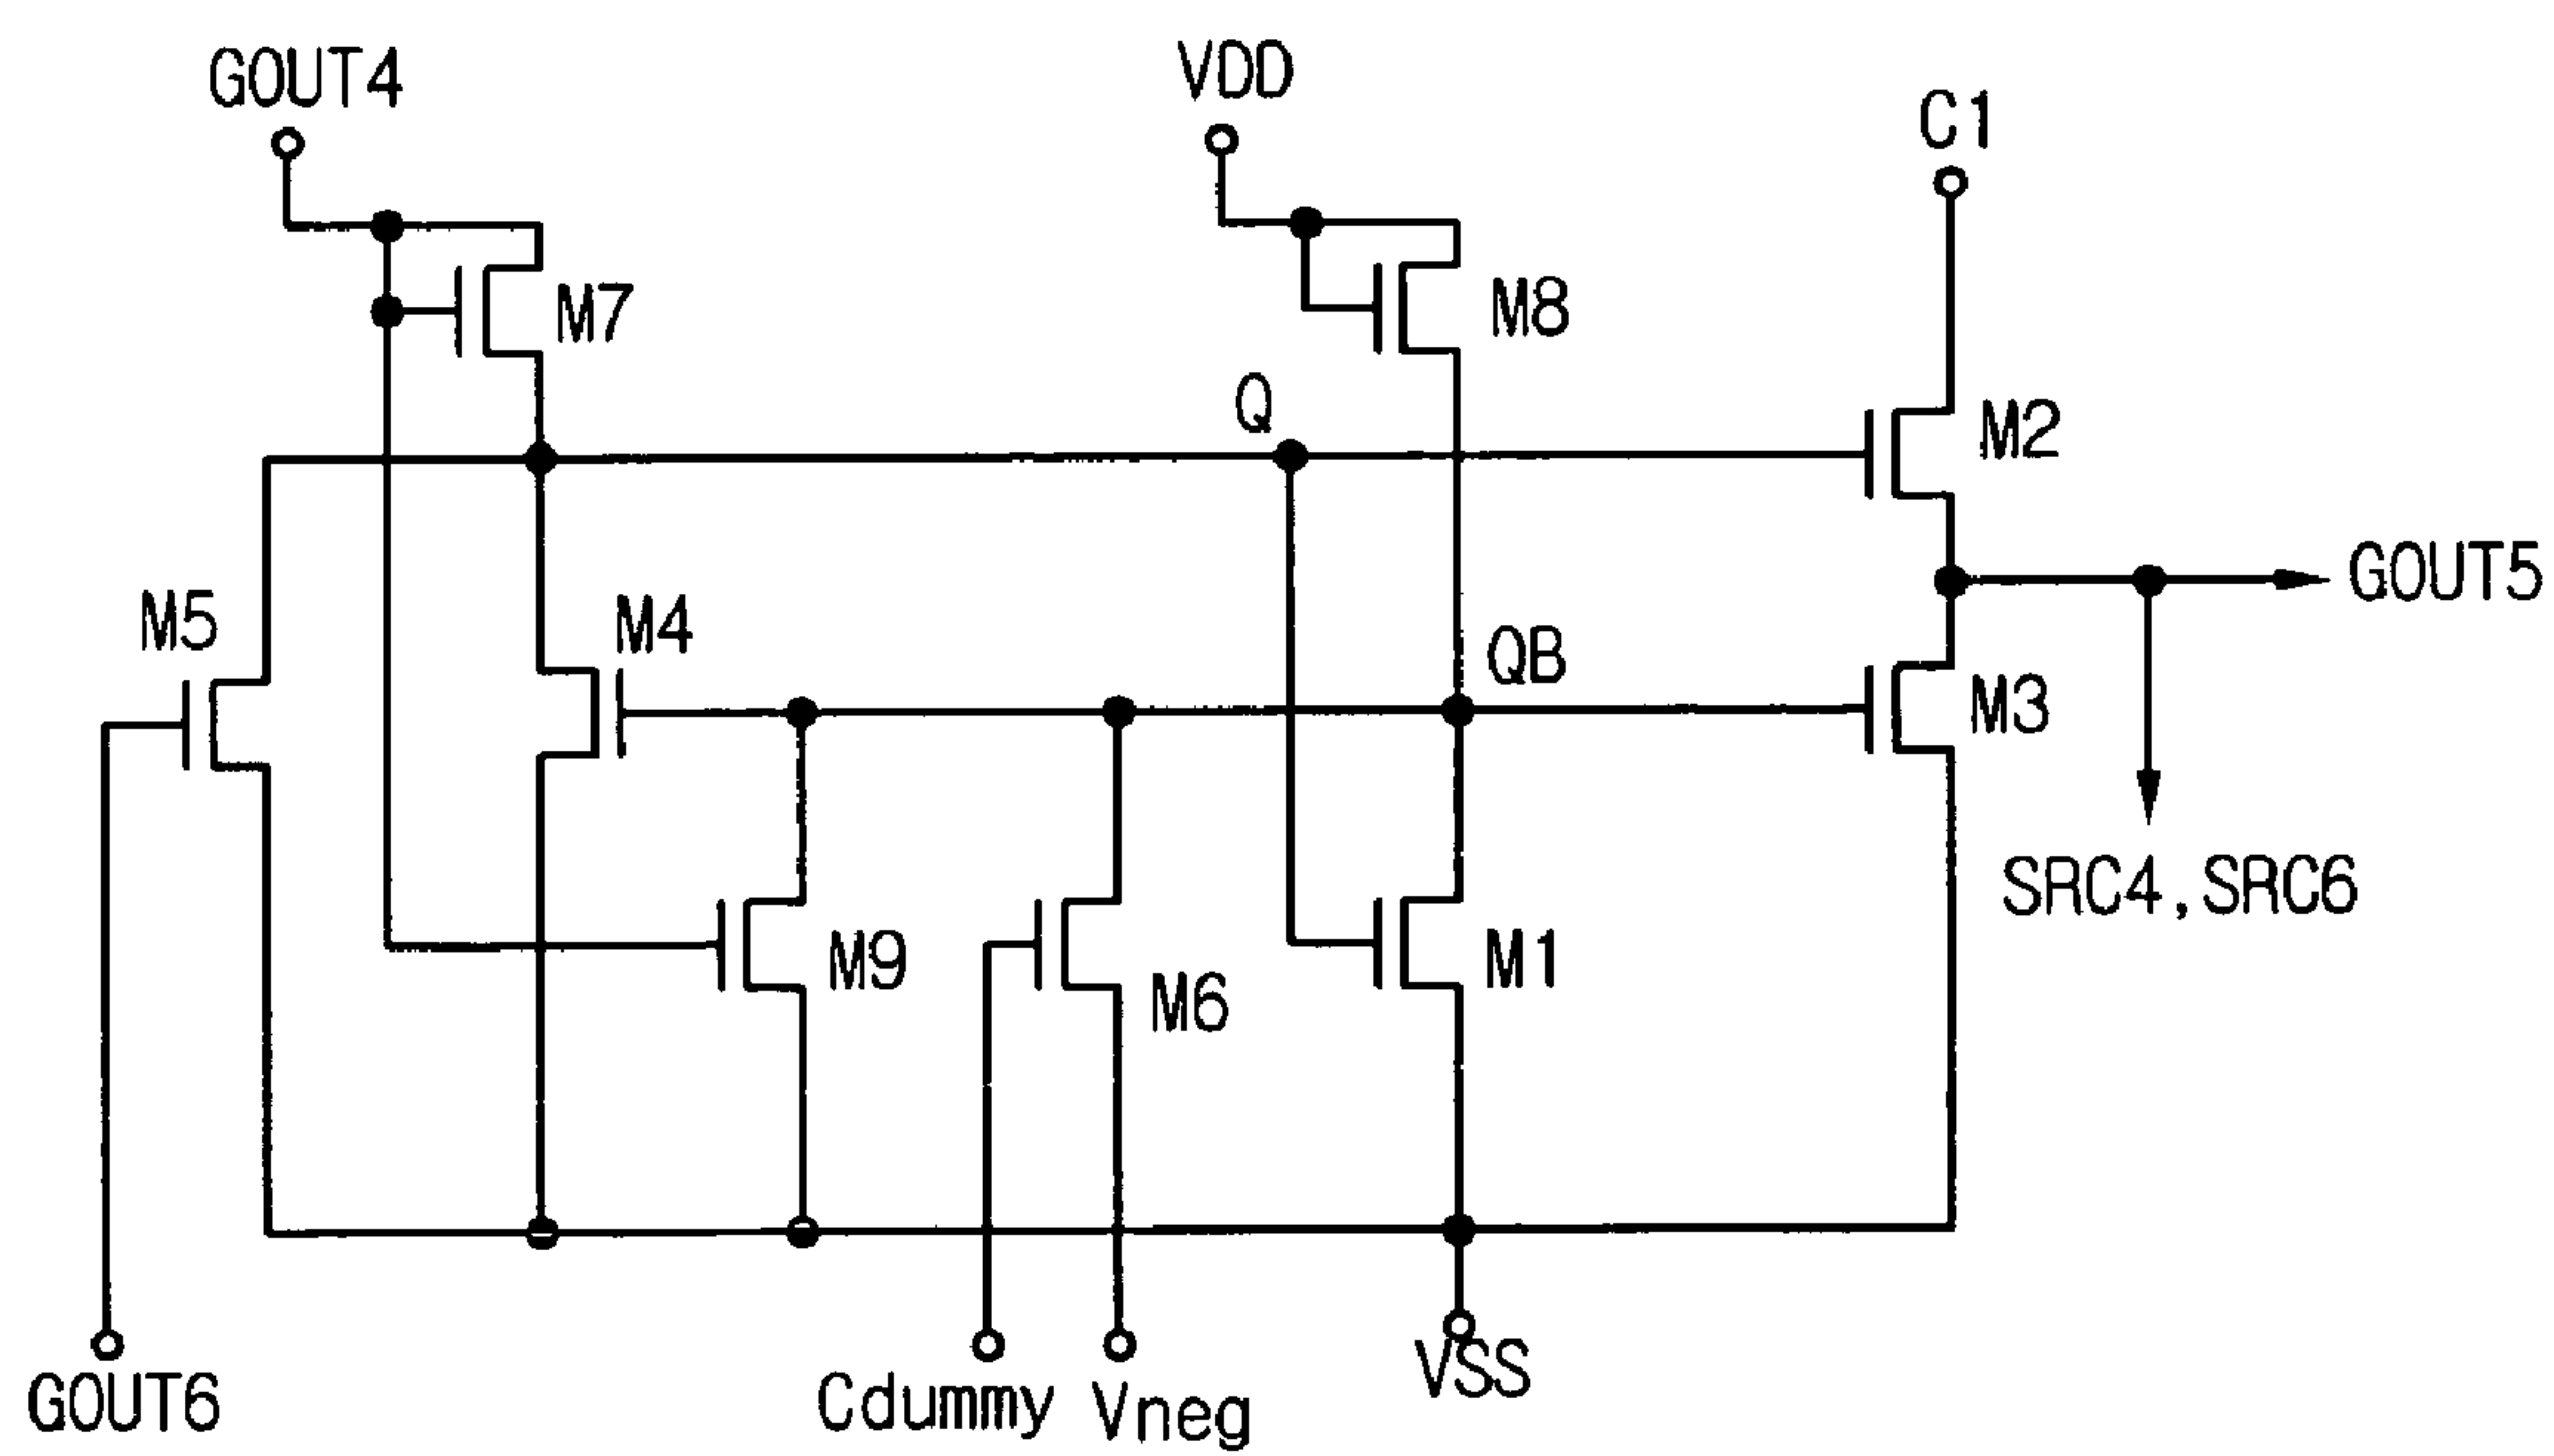 GOUT4
VDD
C1
M7
M8
Q
M2
GOUT5
M5
M4
QB
M3
SRC4,SRC6
M9
M6
M1
GOUT6
Cdummy
Vneg
VSS